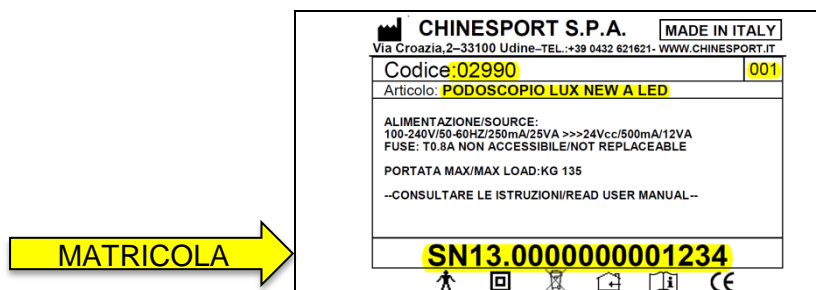 CHINESPORT S.P.A. MADE IN ITALY
Via Croazia,2–33100 Udine–TEL.:+39 0432 621621- WWW.CHINESPORT.IT
Codice:02990 001
Articolo: PODOSCOPIO LUX NEW A LED
ALIMENTAZIONE/SOURCE:
100-240V/50-60HZ/250mA/25VA >>>24Vcc/500mA/12VA
FUSE: T0.8A NON ACCESSIBILE/NOT REPLACEABLE
PORTATA MAX/MAX LOAD:KG 135
--CONSULTARE LE ISTRUZIONI/READ USER MANUAL--
MATRICOLA
SN13.0000000001234
i CE